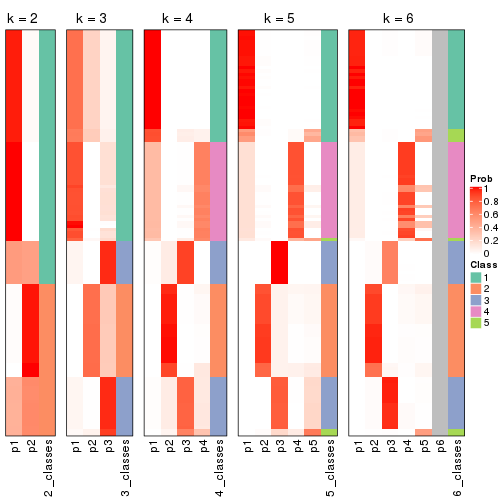 k = 2
k = 3
k = 4
k = 5
k = 6
Prob
1
0.8
0.6
0.4
0.2
0
Class
1
2
3
4
5
p1
p2
2_classes
p1
p2
p3
3_classes
p1
p2
p3
p4
4_classes
p1
p2
p3
p4
p5
5_classes
p1
p2
p3
p4
p5
p6
6_classes